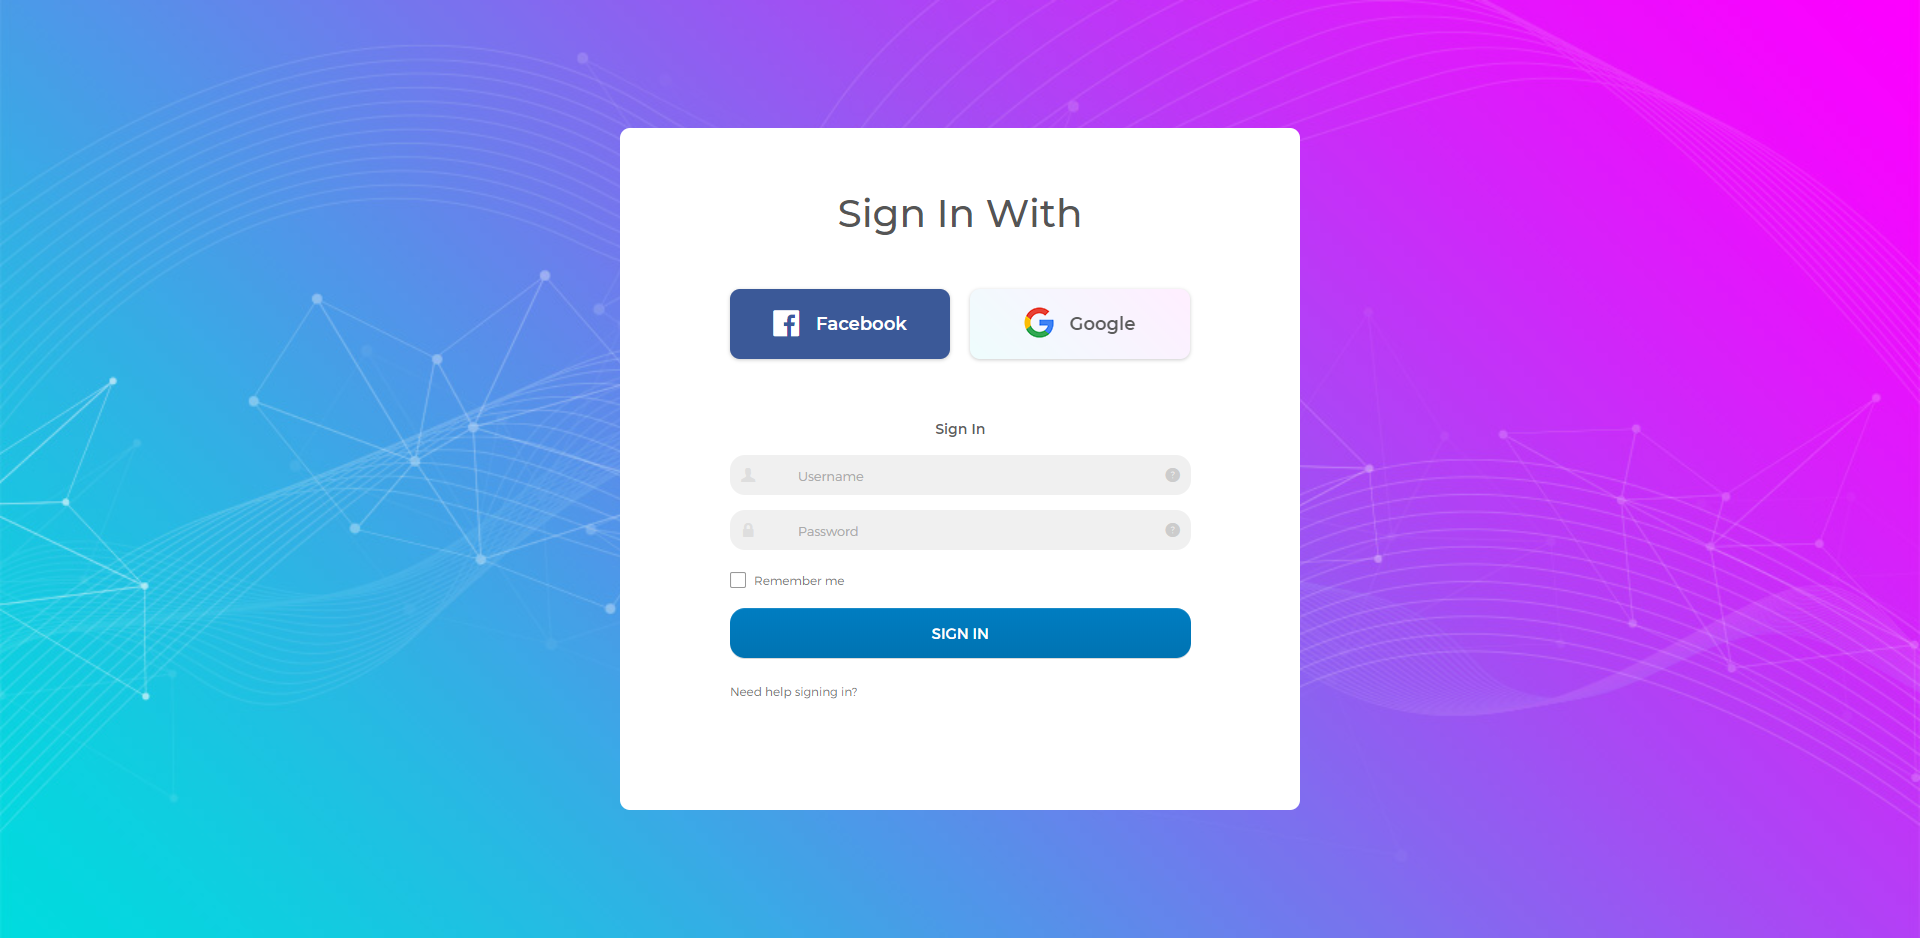 Sign In With
Facebook
Google
Sign In
Username
?
Password
?
Remember me
SIGN IN
Need help signing in?